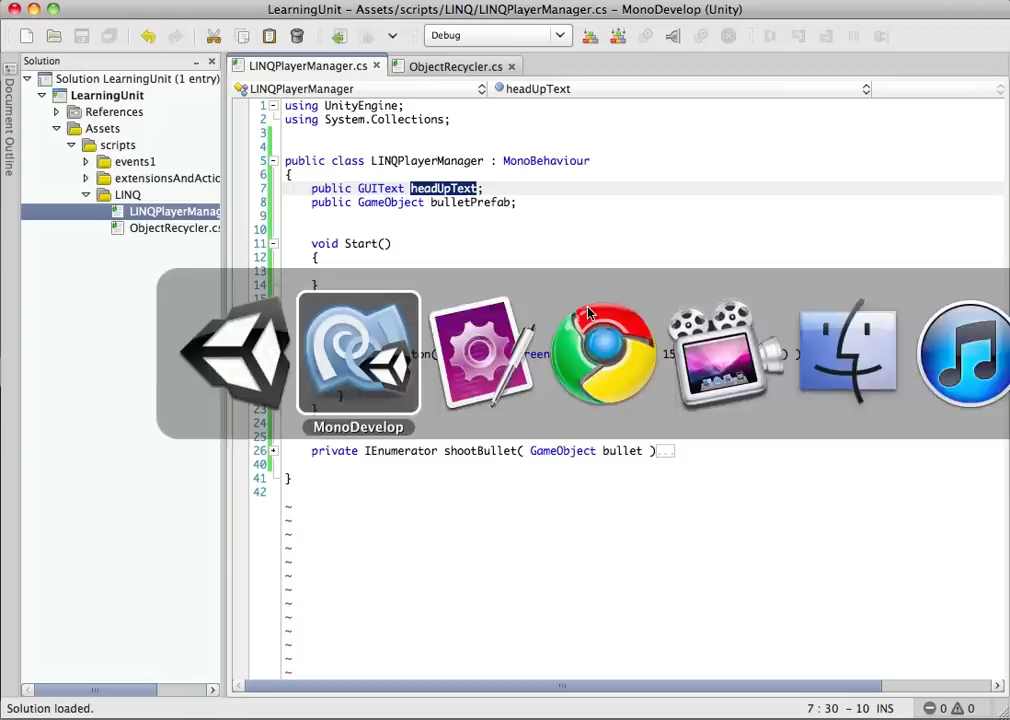 LearningUnit – Assets/scripts/LINQ/LINQPlayerManager.cs – MonoDevelop (Unity)
Debug
Solution
LINQPlayerManager.cs
ObjectRecycler.cs
Document Outline
Solution LearningUnit (1 entry)
LearningUnit
References
Assets
scripts
events1
extensionsAndActic
LINQ
LINQPlayerManag
ObjectRecycler.cs
LINQPlayerManager
headUpText
1 using UnityEngine;
2 using System.Collections;
3
4
5 public class LINQPlayerManager : MonoBehaviour
6 {
7 public GUIText headUpText;
8 public GameObject bulletPrefab;
9
10
11 void Start()
12 {
13
14 }
ton( reen 15 ) )
}
23 }
24
25
26 private IEnumerator shootBullet( GameObject bullet )...
40
41 }
42
~
~
~
~
~
~
~
~
~
~
~
~
~
MonoDevelop
Solution loaded.
7 : 30 - 10 INS
0 0